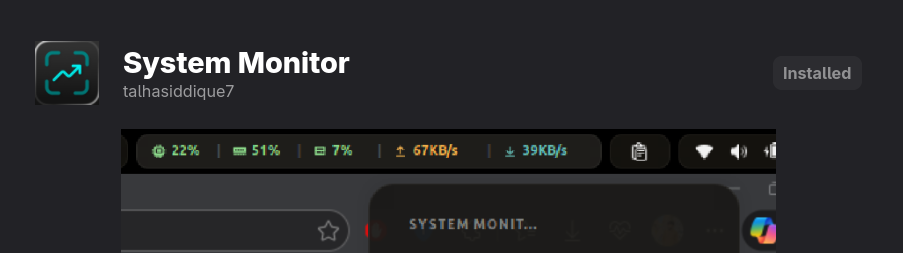 System Monitor
talhasiddique7
Installed
22% | 51% | 7% | 67KB/s | 39KB/s
SYSTEM MONIT...